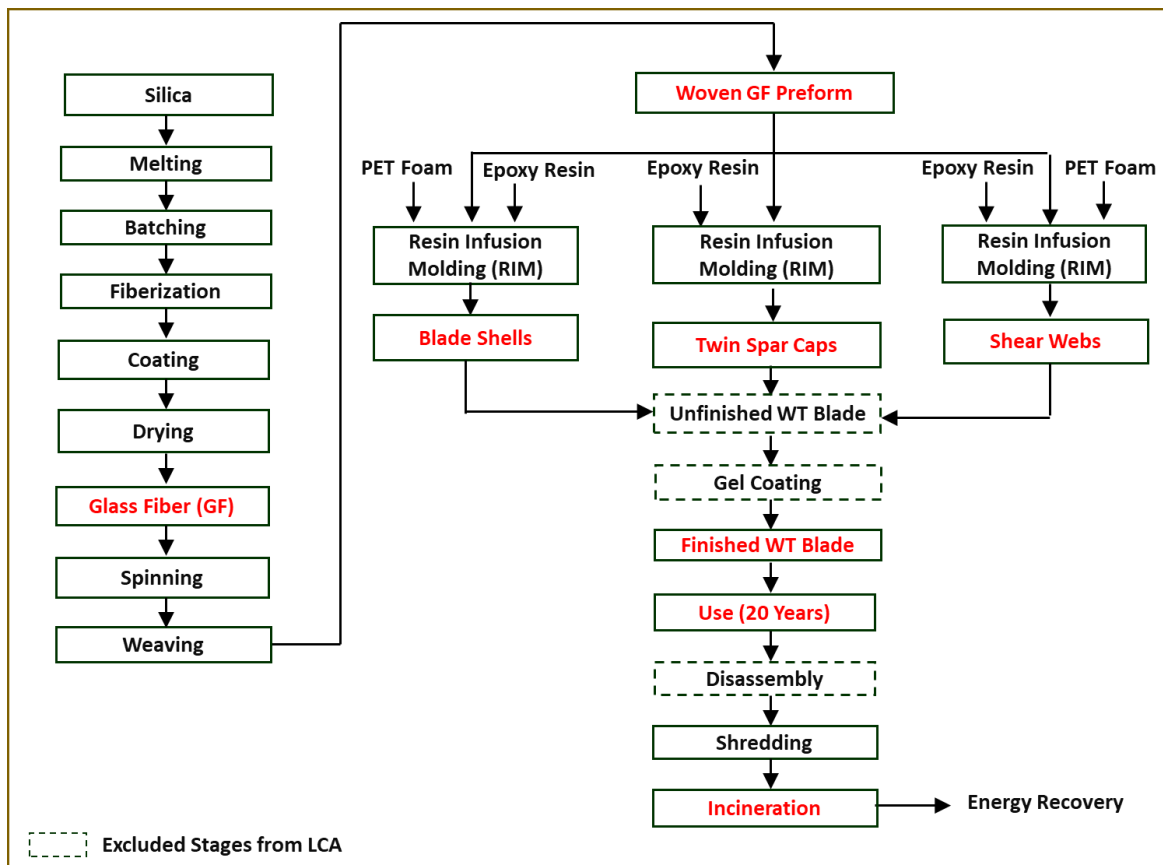 Silica
Melting
Batching
Fiberization
Coating
Drying
Glass Fiber (GF)
Spinning
Weaving
Woven GF Preform
PET Foam
Epoxy Resin
Epoxy Resin
Epoxy Resin
PET Foam
Resin Infusion
Molding (RIM)
Resin Infusion
Molding (RIM)
Resin Infusion
Molding (RIM)
Blade Shells
Twin Spar Caps
Shear Webs
Unfinished WT Blade
Gel Coating
Finished WT Blade
Use (20 Years)
Disassembly
Shredding
Incineration
Energy Recovery
Excluded Stages from LCA